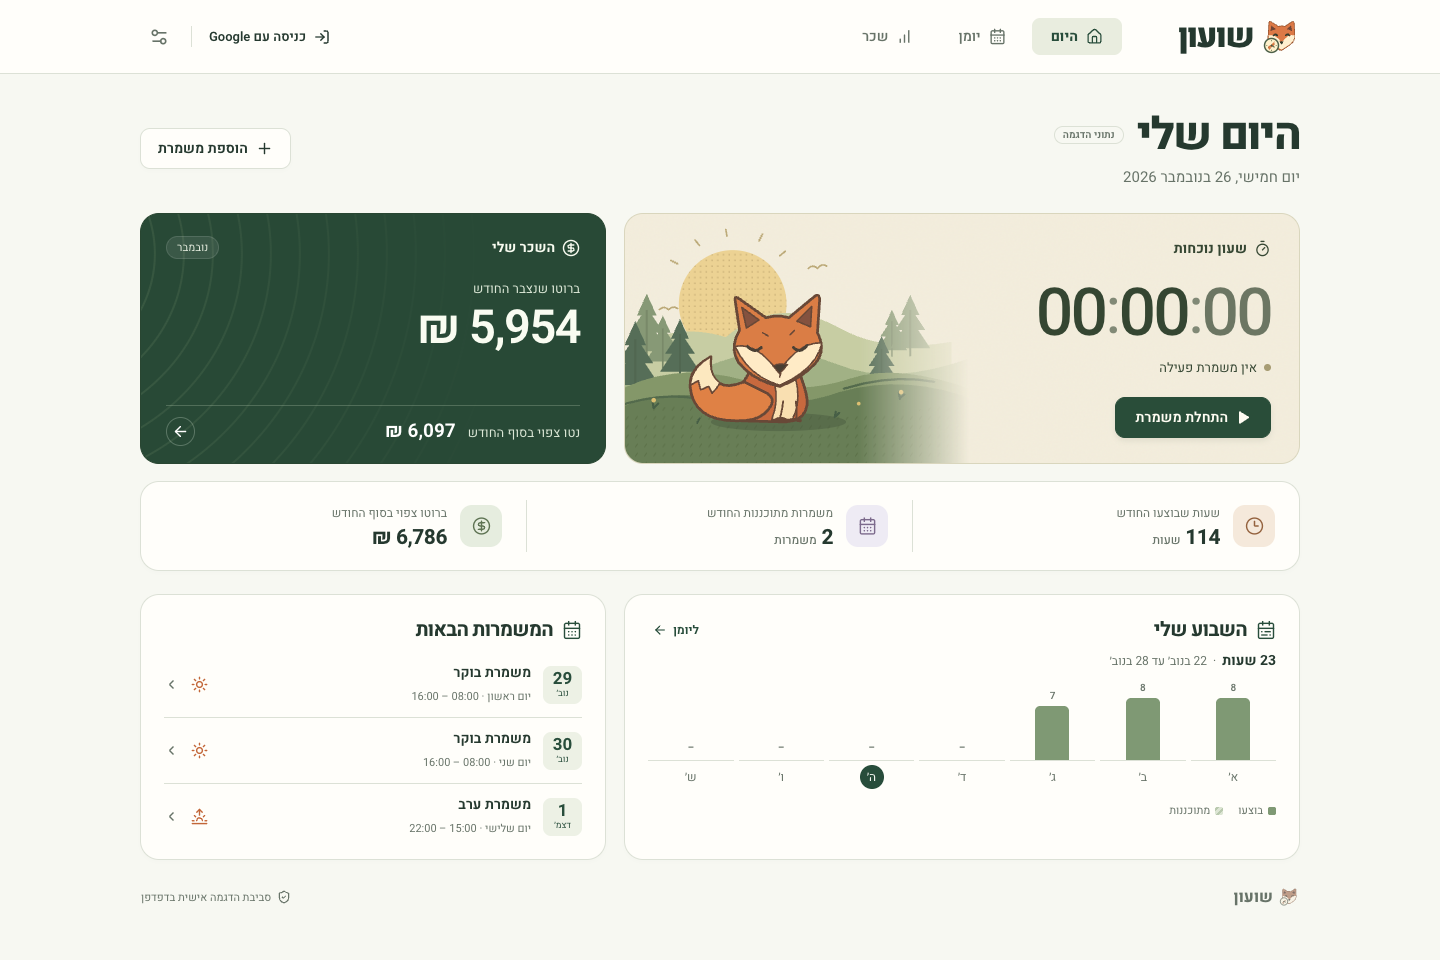 שועון
היום
יומן
שכר
כניסה עם Google
היום שלי
נתוני הדגמה
יום חמישי, 26 בנובמבר 2026
הוספת משמרת
שעון נוכחות
00:00:00
אין משמרת פעילה
התחלת משמרת
השכר שלי
נובמבר
ברוטו שנצבר החודש
5,954 ₪
נטו צפוי בסוף החודש 6,097 ₪
שעות שבוצעו החודש
114 שעות
משמרות מתוכננות החודש
2 משמרות
ברוטו צפוי בסוף החודש
6,786 ₪
השבוע שלי
ליומן
23 שעות · 22 בנוב׳ עד 28 בנוב׳
8 8 7 – – – –
א׳ ב׳ ג׳ ד׳ ה׳ ו׳ ש׳
בוצעו
מתוכננות
המשמרות הבאות
29 נוב׳
משמרת בוקר
יום ראשון · 08:00 – 16:00
30 נוב׳
משמרת בוקר
יום שני · 08:00 – 16:00
1 דצמ׳
משמרת ערב
יום שלישי · 15:00 – 22:00
שועון
סביבת הדגמה אישית בדפדפן